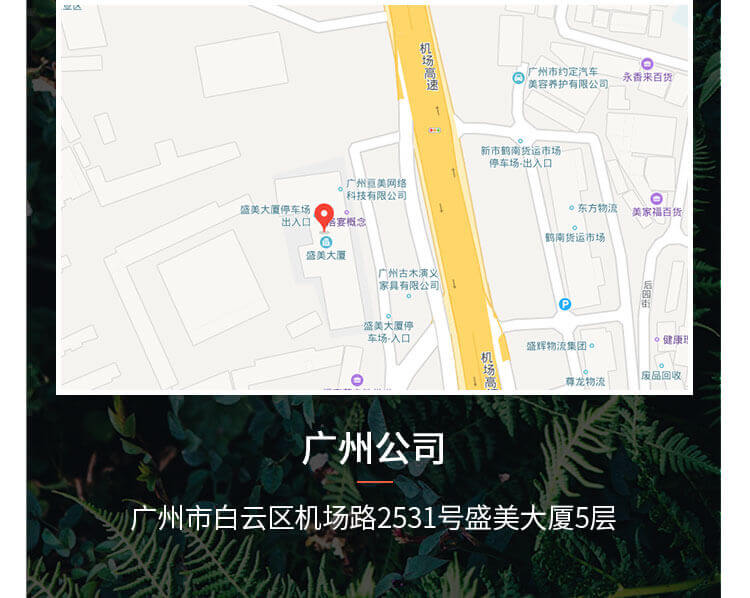 业区
机场高速
广州市约定汽车
美容养护有限公司
永香来百货
新市鹤南货运市场
停车场-出入口
广州亘美网络
科技有限公司
盛美大厦停车场
出入口
宴概念
盛美大厦
东方物流
美家福百货
鹤南货运市场
广州古木演义
家具有限公司
后园街
P
盛美大厦停
车场-入口
机场高速
盛辉物流集团
健康理
尊龙物流
废品回收
广州公司
广州市白云区机场路2531号盛美大厦5层